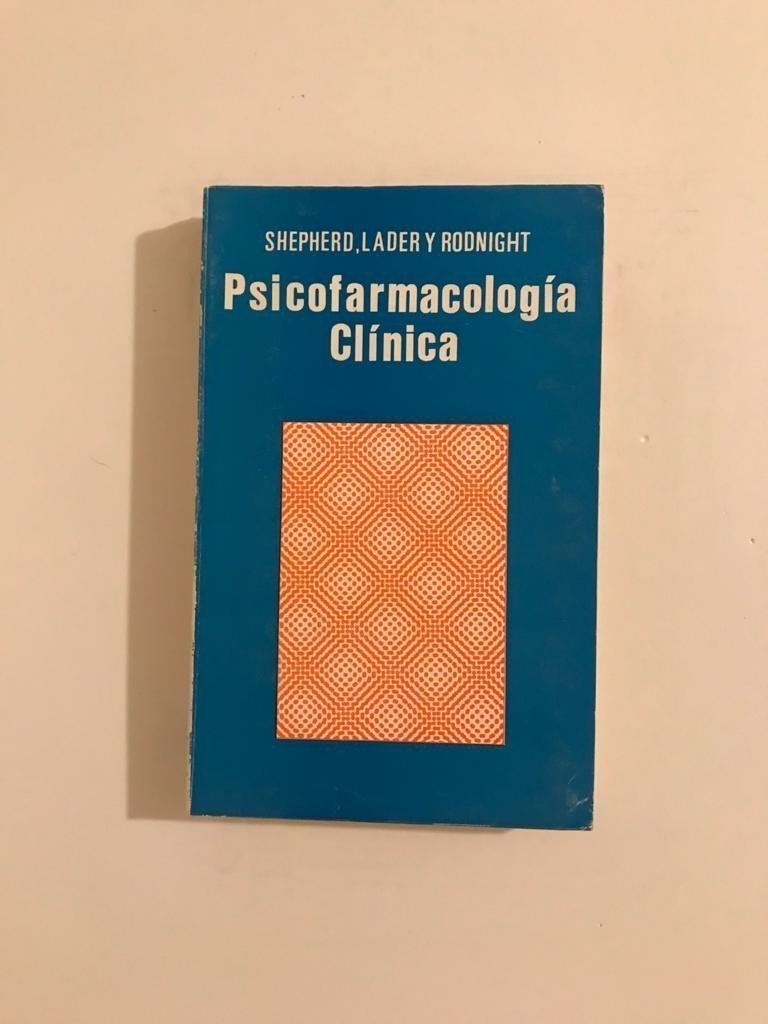 SHEPHERD, LADER Y RODNIGHT
Psicofarmacología
Clínica